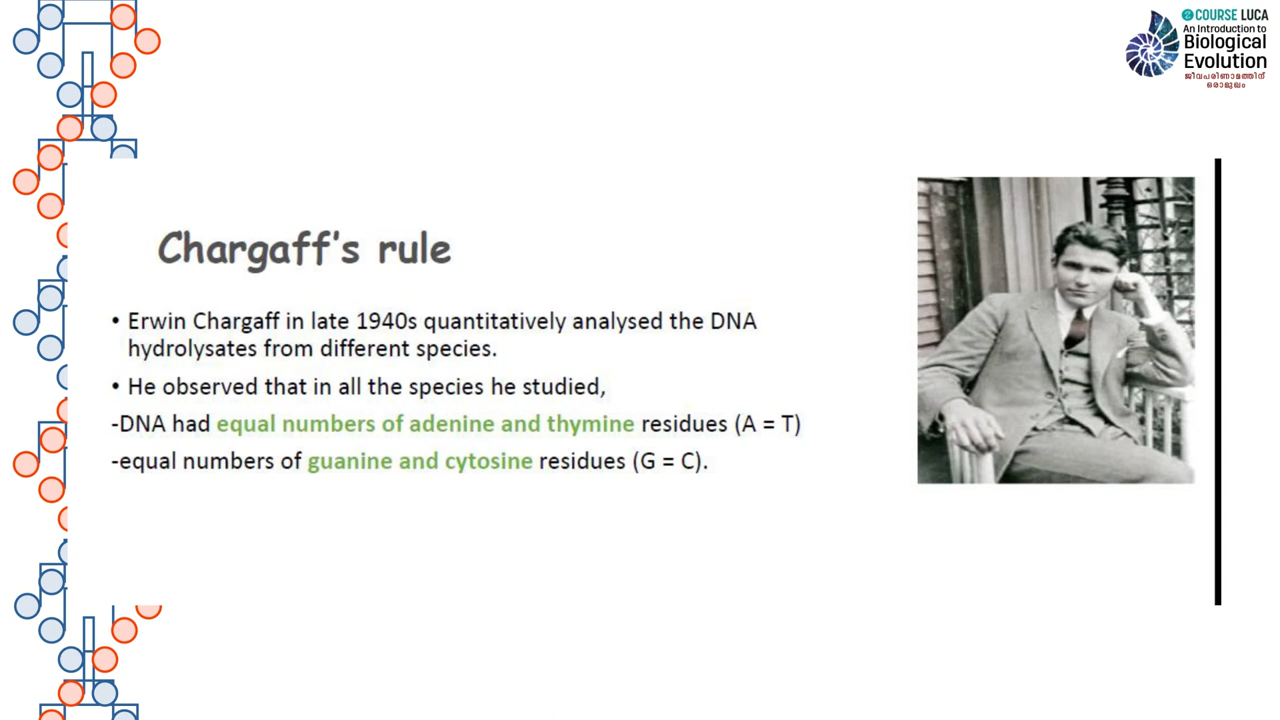 COURSE LUCA
An Introduction to
Biological
Evolution
ജീവപരിണാമത്തിന്
ഒരാമുഖം
Chargaff's rule
• Erwin Chargaff in late 1940s quantitatively analysed the DNA
hydrolysates from different species.
• He observed that in all the species he studied,
-DNA had equal numbers of adenine and thymine residues (A = T)
-equal numbers of guanine and cytosine residues (G = C).